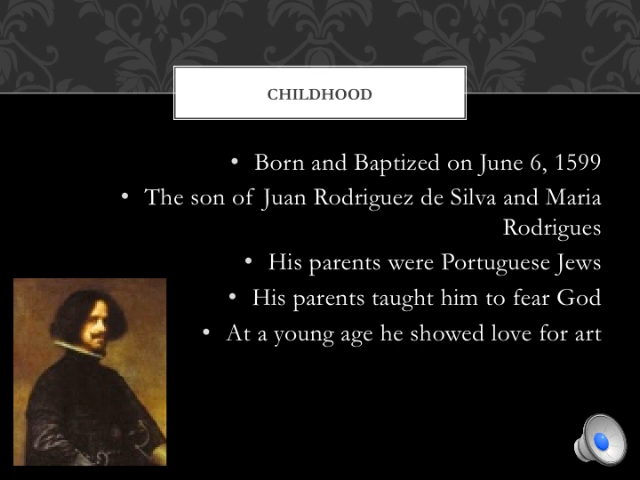 CHILDHOOD
• Born and Baptized on June 6, 1599
• The son of Juan Rodriguez de Silva and Maria
Rodrigues
• His parents were Portuguese Jews
• His parents taught him to fear God
• At a young age he showed love for art